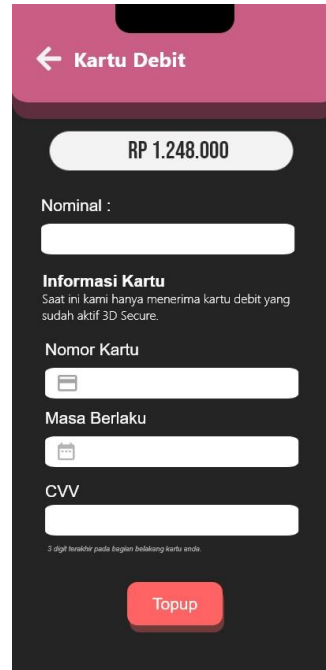 Kartu Debit
RP 1.248.000
Nominal :
Informasi Kartu
Saat ini kami hanya menerima kartu debit yang
sudah aktif 3D Secure.
Nomor Kartu
Masa Berlaku
CVV
3 digit terakhir pada bagian belakang kartu anda.
Topup